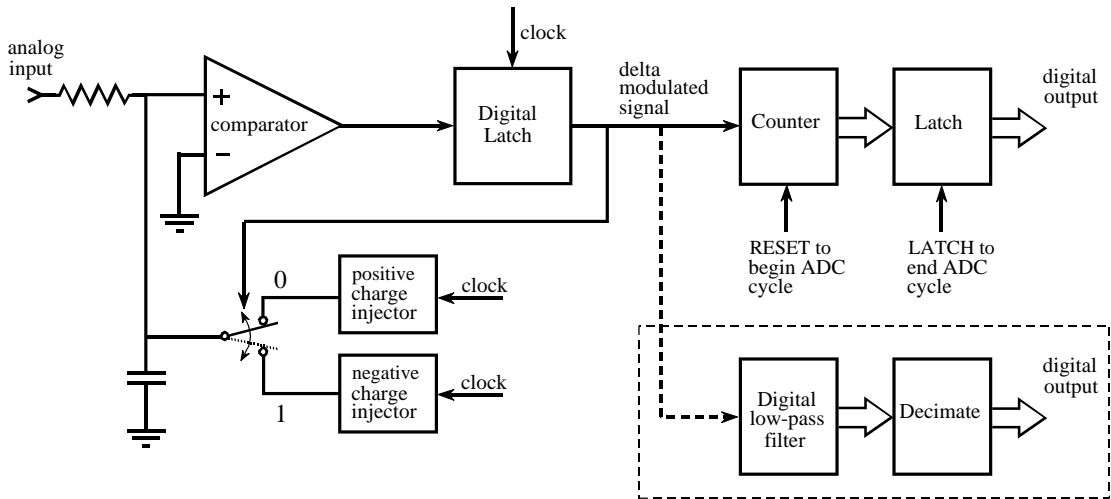 analog
input
+
comparator
−
clock
Digital
Latch
delta
modulated
signal
Counter
Latch
digital
output
RESET to
begin ADC
cycle
LATCH to
end ADC
cycle
0
positive
charge
injector
clock
1
negative
charge
injector
clock
Digital
low-pass
filter
Decimate
digital
output